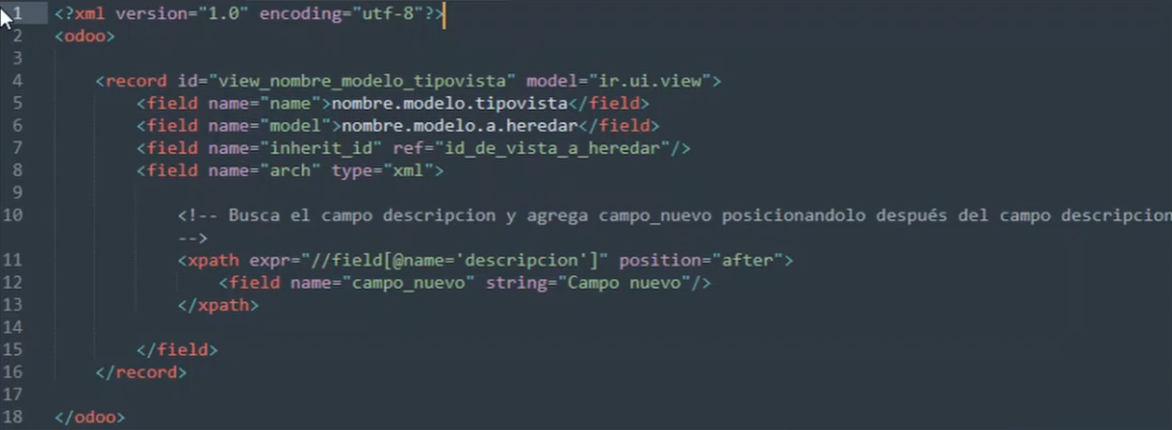 1 <?xml version="1.0" encoding="utf-8"?>
2 <odoo>
3
4 <record id="view_nombre_modelo_tipovista" model="ir.ui.view">
5 <field name="name">nombre.modelo.tipovista</field>
6 <field name="model">nombre.modelo.a.heredar</field>
7 <field name="inherit_id" ref="id_de_vista_a_heredar"/>
8 <field name="arch" type="xml">
9
10 <!-- Busca el campo descripcion y agrega campo_nuevo posicionandolo después del campo descripcion
-->
11 <xpath expr="//field[@name='descripcion']" position="after">
12 <field name="campo_nuevo" string="Campo nuevo"/>
13 </xpath>
14
15 </field>
16 </record>
17
18 </odoo>